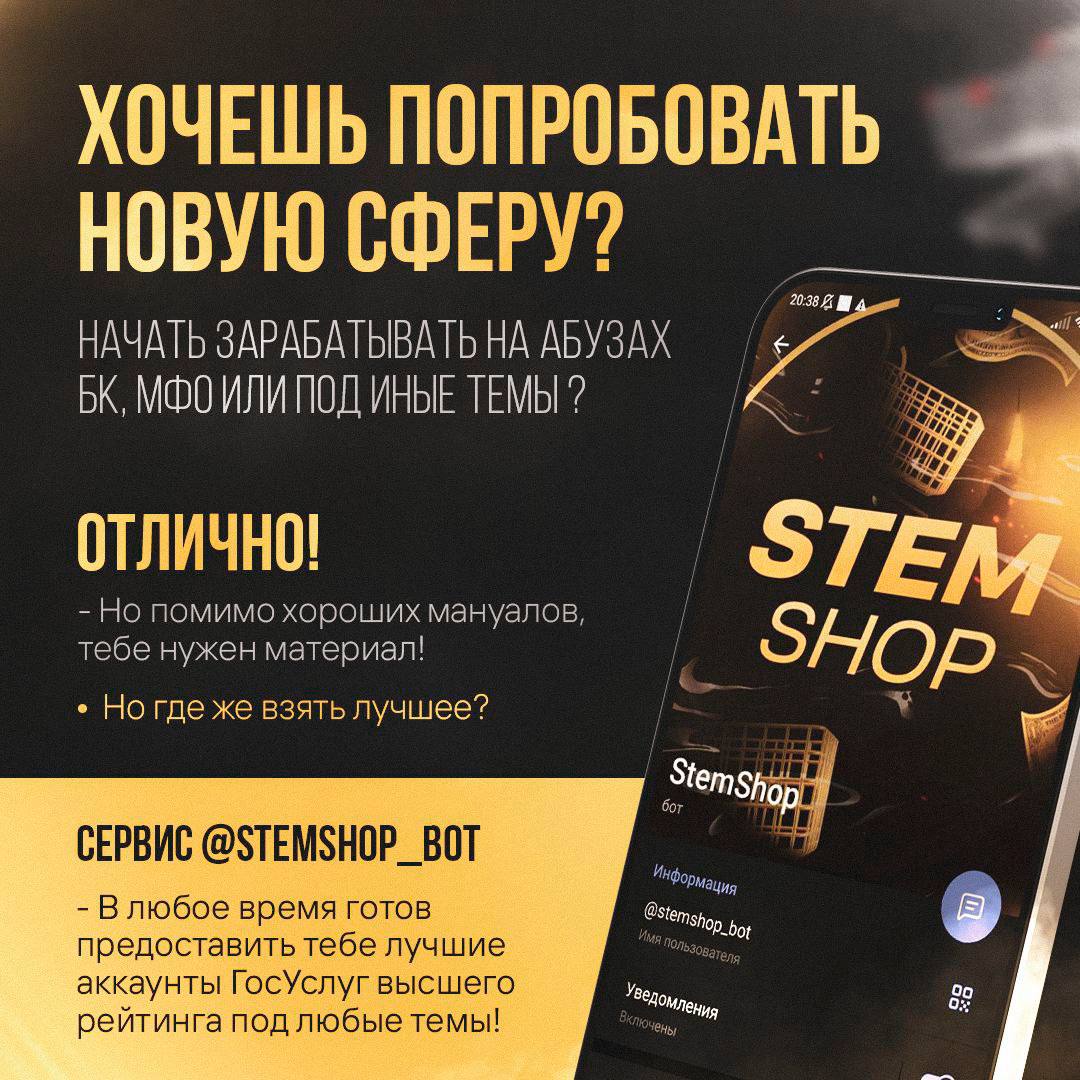 ХОЧЕШЬ ПОПРОБОВАТЬ
НОВУЮ СФЕРУ?
НАЧАТЬ ЗАРАБАТЫВАТЬ НА АБУЗАХ
БК, МФО ИЛИ ПОД ИНЫЕ ТЕМЫ ?
ОТЛИЧНО!
- Но помимо хороших мануалов,
тебе нужен материал!
• Но где же взять лучшее?
СЕРВИС @STEMSHOP_BOT
- В любое время готов
предоставить тебе лучшие
аккаунты ГосУслуг высшего
рейтинга под любые темы!
20:38
STEM
SHOP
StemShop
бот
Информация
@stemshop_bot
Имя пользователя
Уведомления
Включены